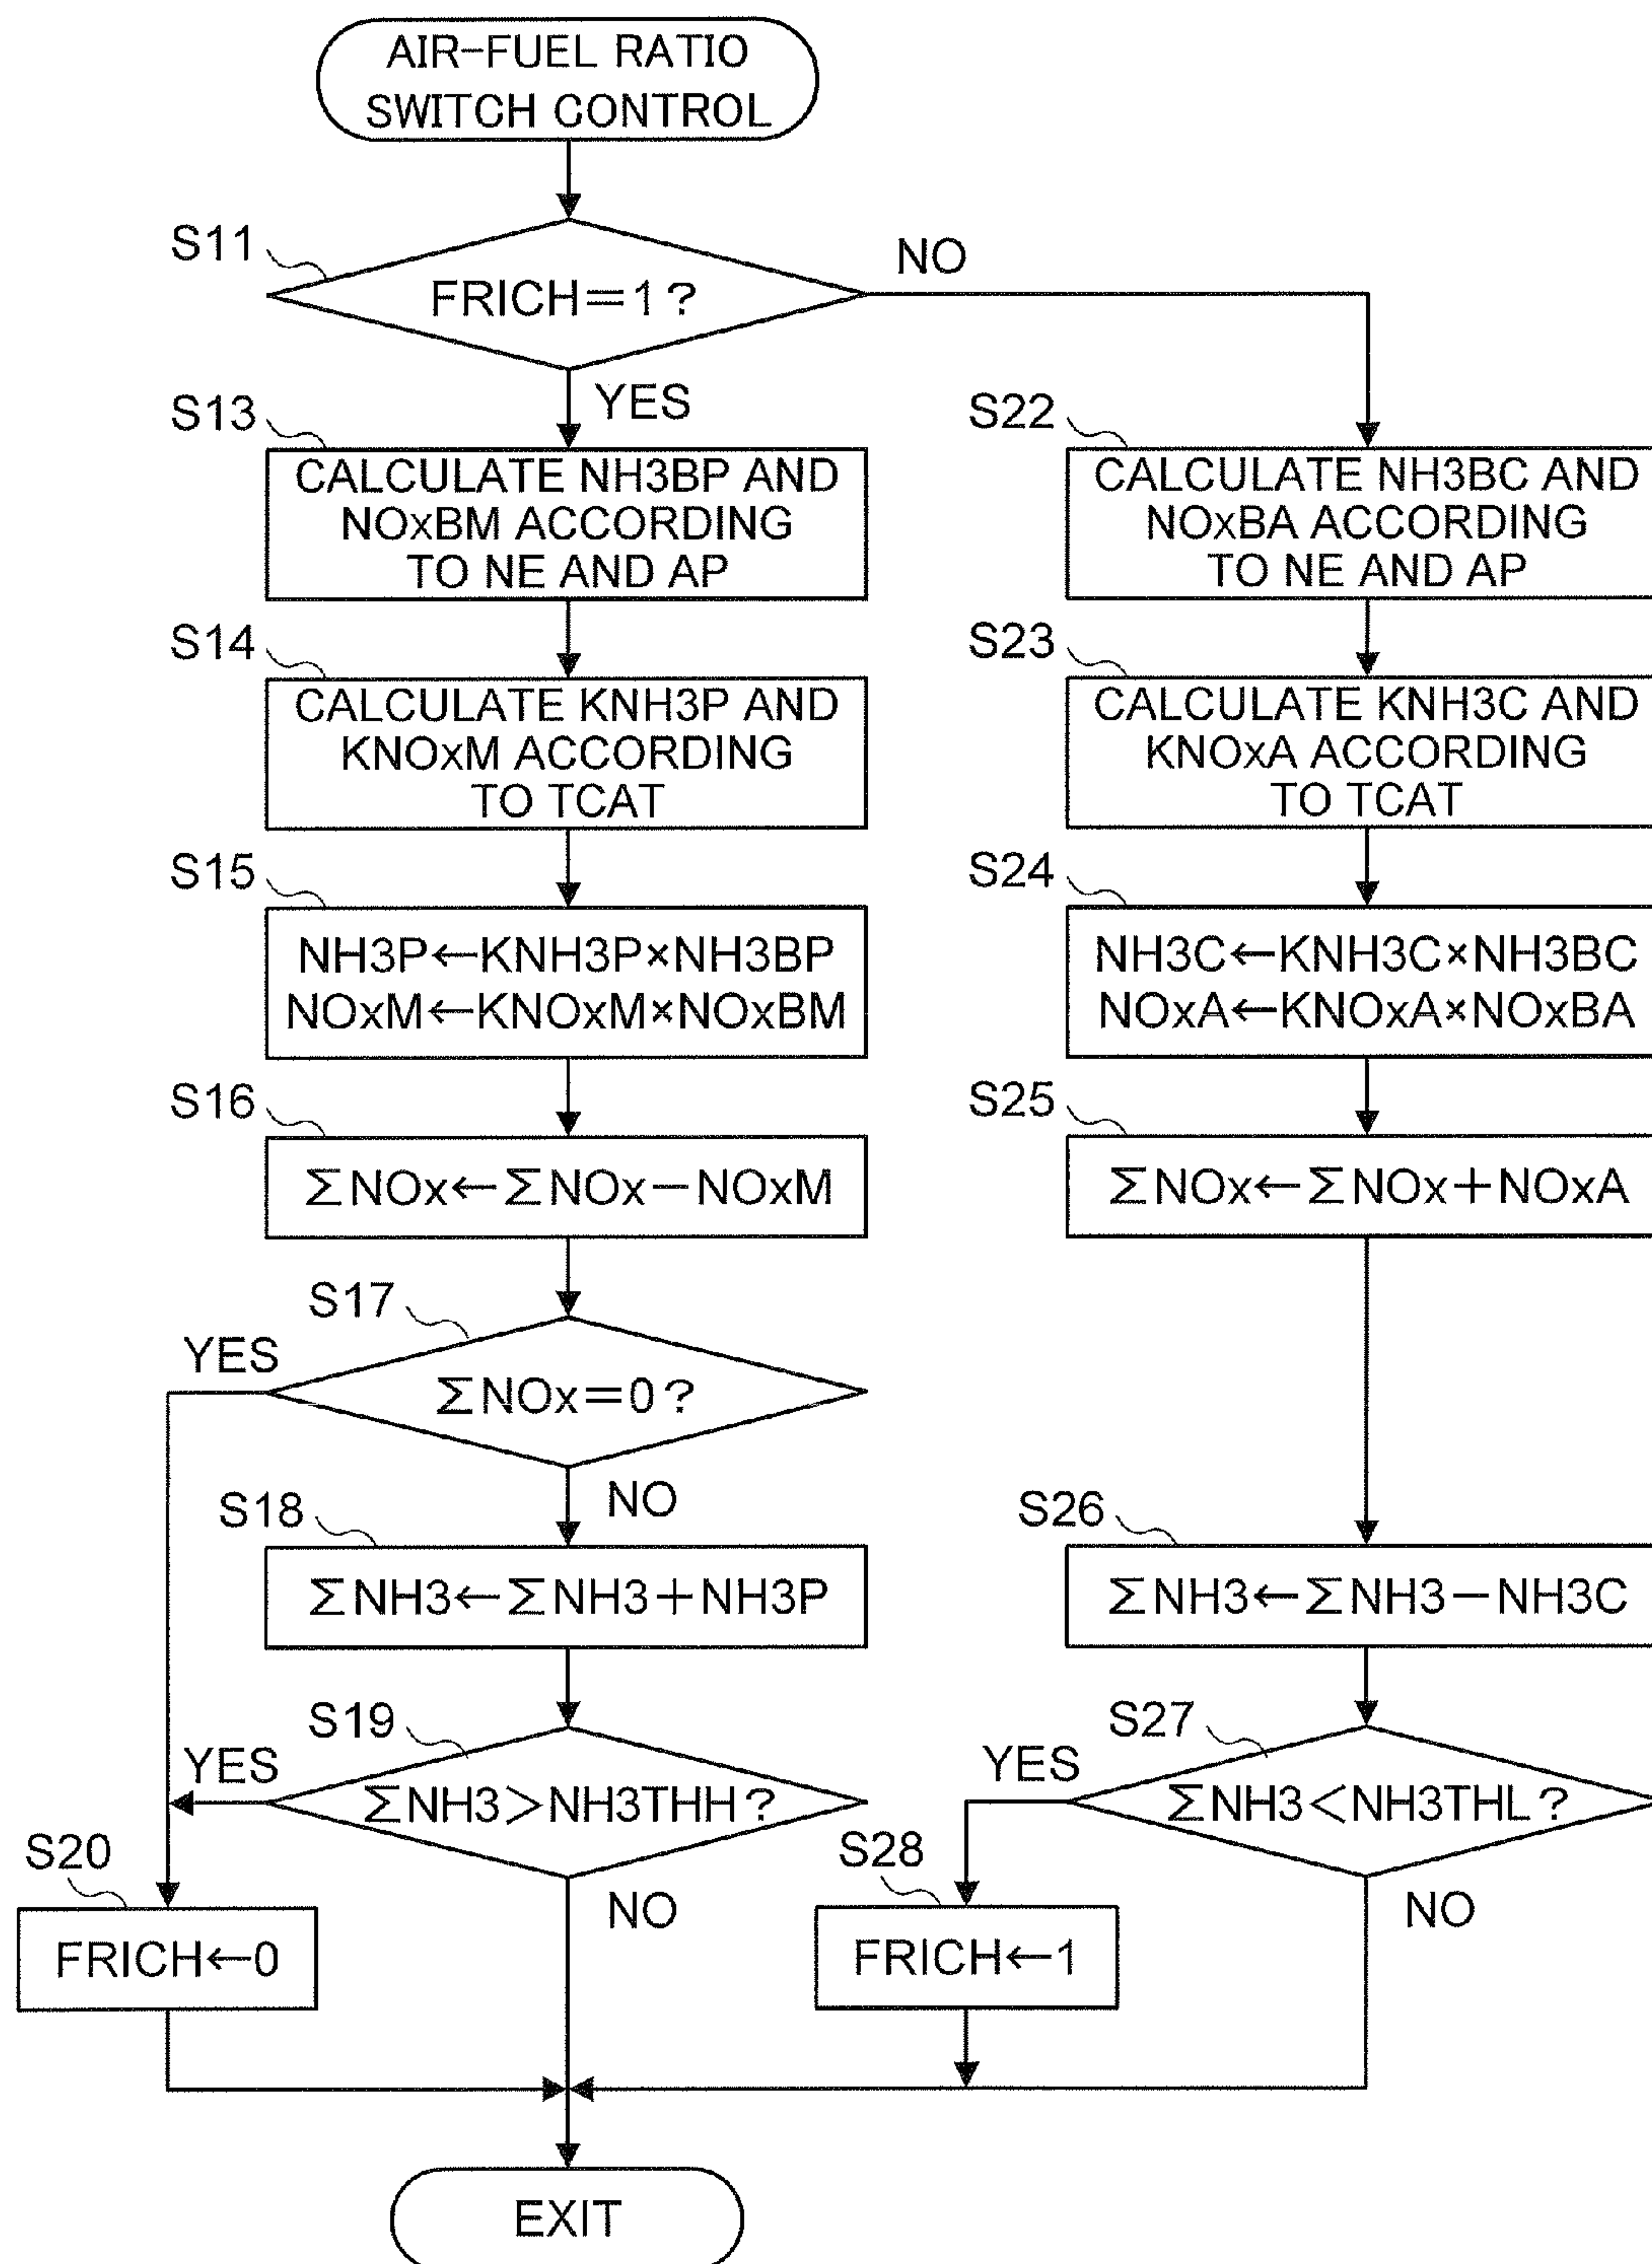 AIR-FUEL RATIO
SWITCH CONTROL
S11
FRICH=1?
NO
YES
S13
CALCULATE NH3BP AND
NOxBM ACCORDING
TO NE AND AP
S14
CALCULATE KNH3P AND
KNOxM ACCORDING
TO TCAT
S15
NH3P←KNH3P×NH3BP
NOxM←KNOxM×NOxBM
S16
ΣNOx←ΣNOx−NOxM
S17
YES
ΣNOx=0?
NO
S18
ΣNH3←ΣNH3+NH3P
S19
YES
ΣNH3>NH3THH?
NO
S20
FRICH←0
S22
CALCULATE NH3BC AND
NOxBA ACCORDING
TO NE AND AP
S23
CALCULATE KNH3C AND
KNOxA ACCORDING
TO TCAT
S24
NH3C←KNH3C×NH3BC
NOxA←KNOxA×NOxBA
S25
ΣNOx←ΣNOx+NOxA
S26
ΣNH3←ΣNH3−NH3C
S27
YES
ΣNH3<NH3THL?
NO
S28
FRICH←1
EXIT